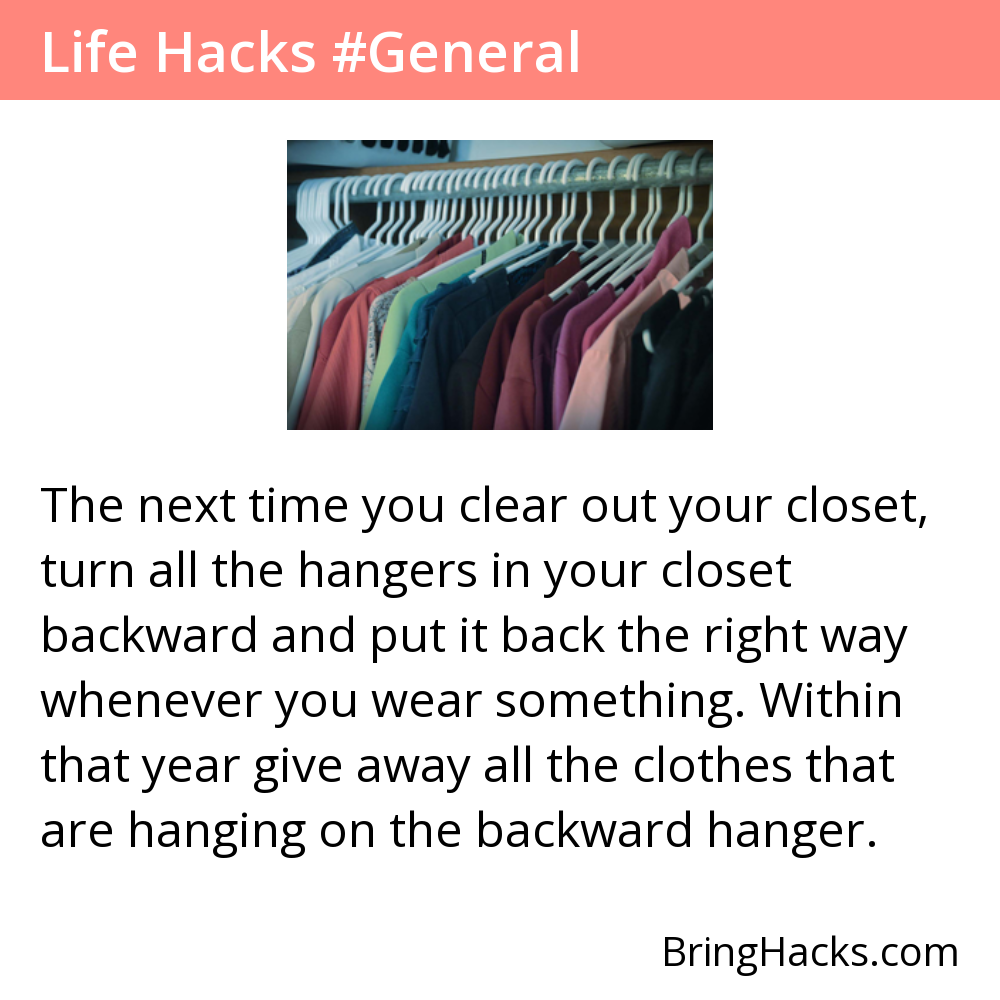 Life Hacks #General
The next time you clear out your closet,
turn all the hangers in your closet
backward and put it back the right way
whenever you wear something. Within
that year give away all the clothes that
are hanging on the backward hanger.
BringHacks.com